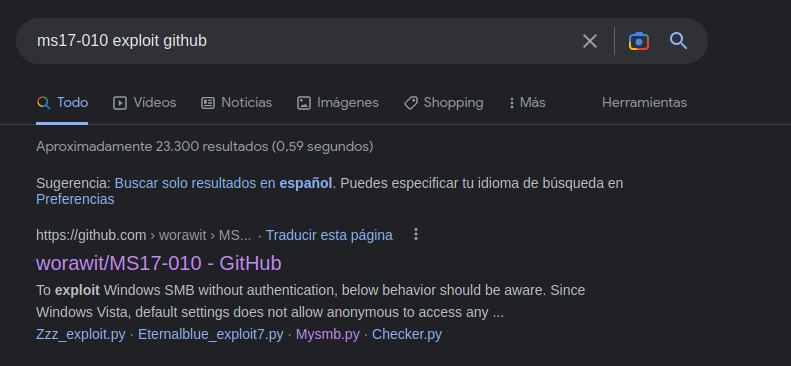 ms17-010 exploit github
Todo Videos Noticias Imágenes Shopping Más Herramientas
Aproximadamente 23.300 resultados (0,59 segundos)
Sugerencia: Buscar solo resultados en español. Puedes especificar tu idioma de búsqueda en
Preferencias
https://github.com › worawit › MS... · Traducir esta página
worawit/MS17-010 - GitHub
To exploit Windows SMB without authentication, below behavior should be aware. Since
Windows Vista, default settings does not allow anonymous to access any ...
Zzz_exploit.py · Eternalblue_exploit7.py · Mysmb.py · Checker.py